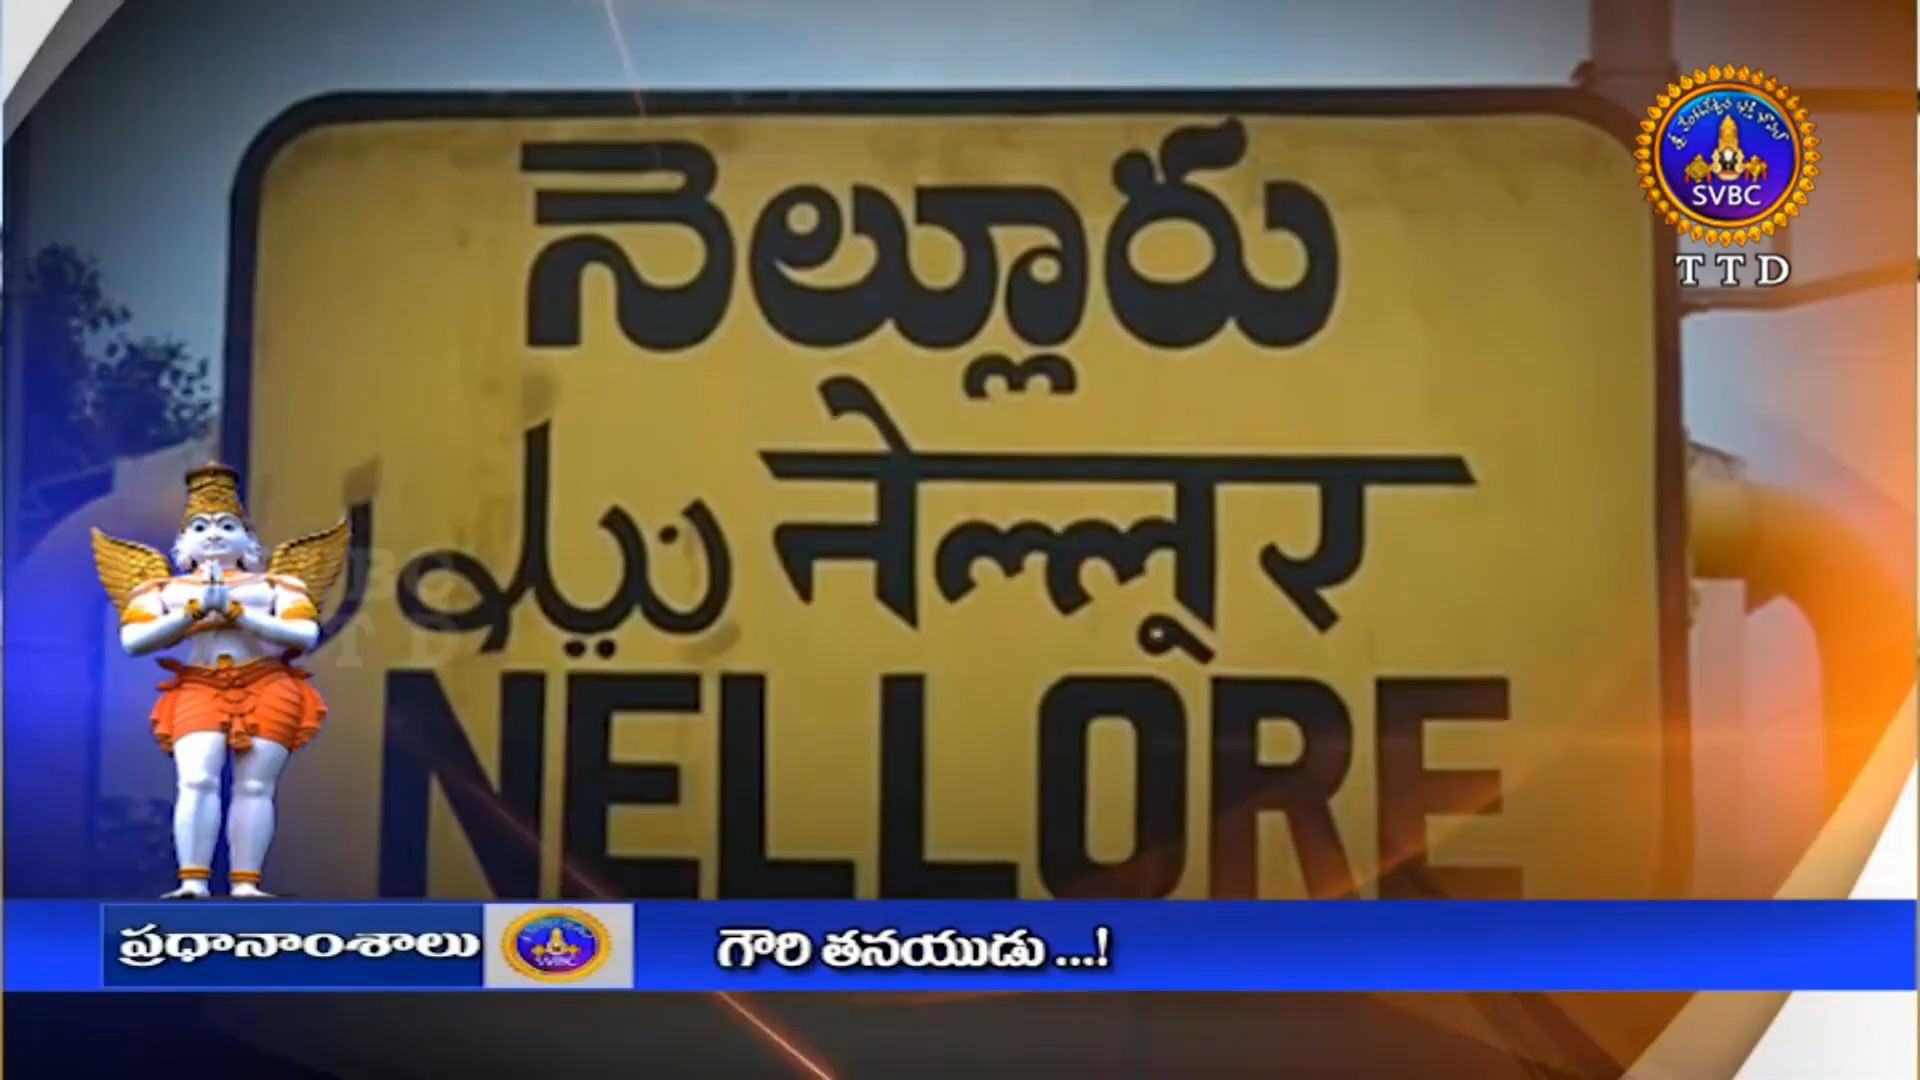 నెల్లూరు
नेल्लूर
NELLORE
SVBC
TTD
ప్రధానాంశాలు
గౌరి తనయుడు...!